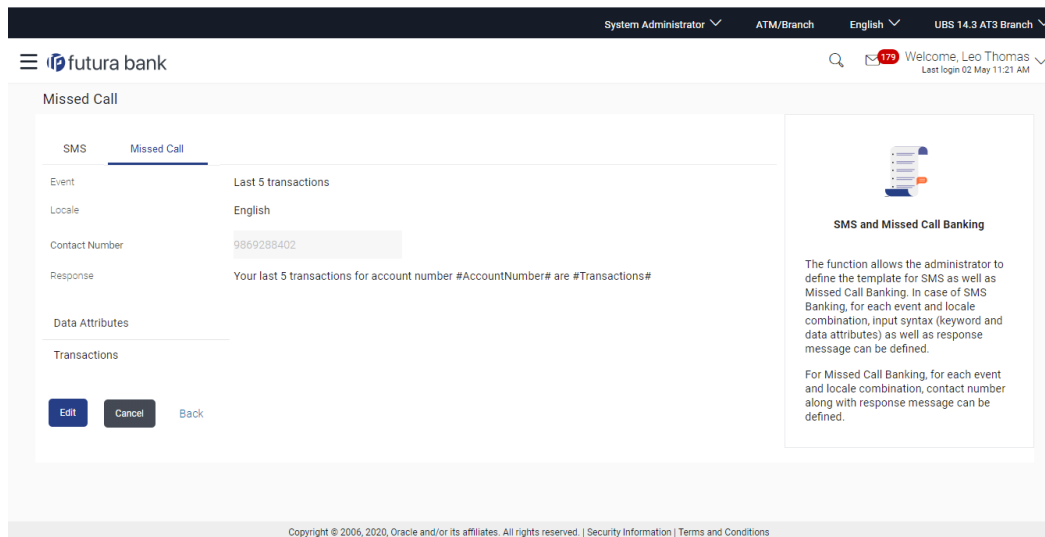 System Administrator ATM/Branch English UBS 14.3 AT3 Branch
futura bank
179 Welcome, Leo Thomas
Last login 02 May 11:21 AM
Missed Call
SMS Missed Call
Event Last 5 transactions
Locale English
Contact Number 9869288402
Response Your last 5 transactions for account number #AccountNumber# are #Transactions#
Data Attributes
Transactions
Edit Cancel Back
SMS and Missed Call Banking
The function allows the administrator to
define the template for SMS as well as
Missed Call Banking. In case of SMS
Banking, for each event and locale
combination, input syntax (keyword and
data attributes) as well as response
message can be defined.
For Missed Call Banking, for each event
and locale combination, contact number
along with response message can be
defined.
Copyright © 2006, 2020, Oracle and/or its affiliates. All rights reserved. | Security Information | Terms and Conditions